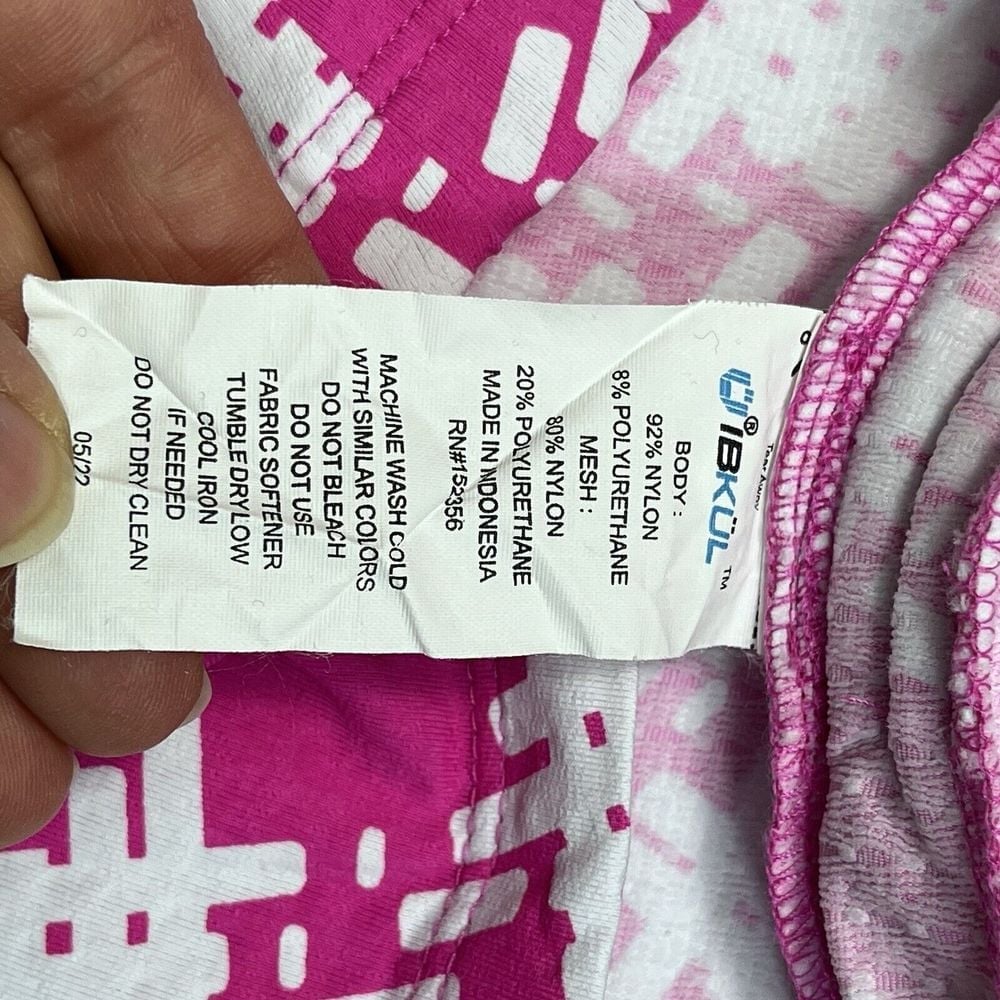 IBKÜL™
BODY :
92% NYLON
8% POLYURETHANE
MESH :
80% NYLON
20% POLYURETHANE
MADE IN INDONESIA
RN#152356
MACHINE WASH COLD
WITH SIMILAR COLORS
DO NOT BLEACH
DO NOT USE
FABRIC SOFTENER
TUMBLE DRY LOW
COOL IRON
IF NEEDED
DO NOT DRY CLEAN
05/22